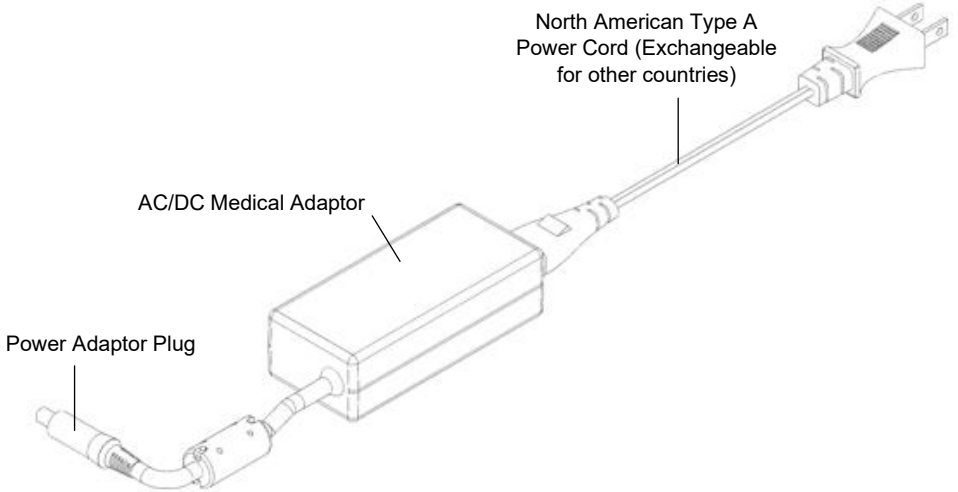 North American Type A
Power Cord (Exchangeable
for other countries)
AC/DC Medical Adaptor
Power Adaptor Plug